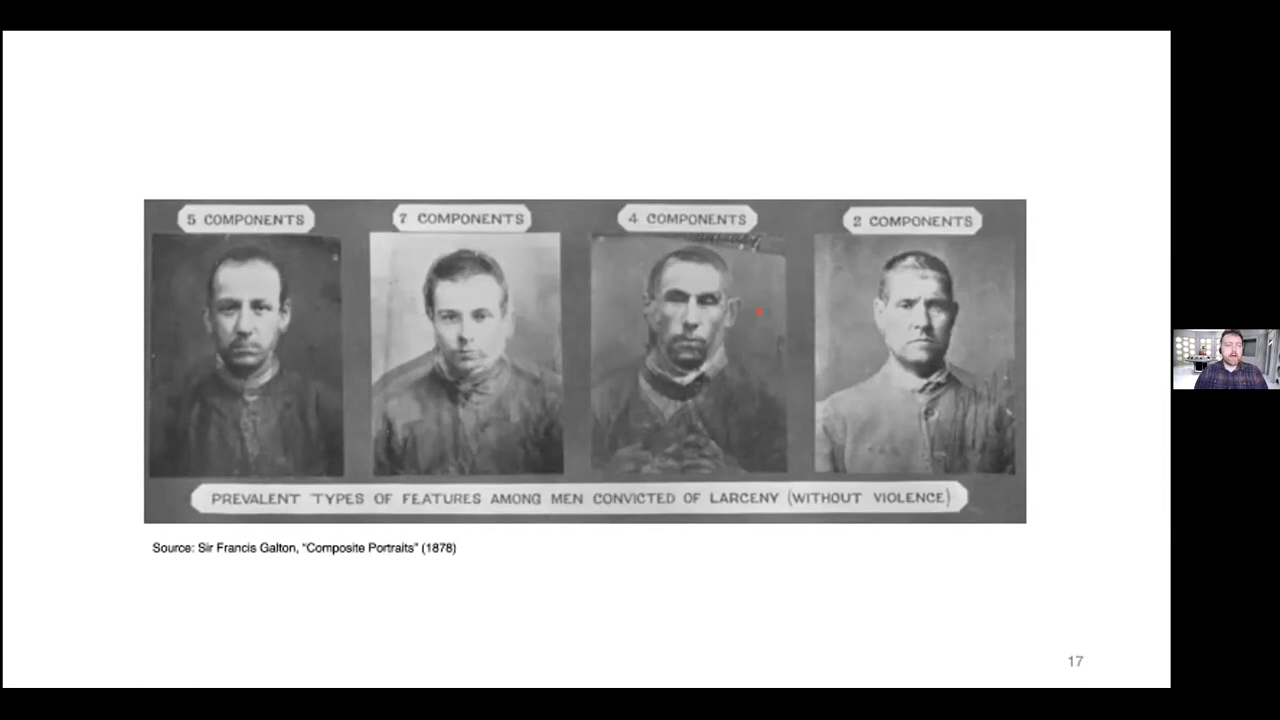 5 COMPONENTS
7 COMPONENTS
4 COMPONENTS
2 COMPONENTS
PREVALENT TYPES OF FEATURES AMONG MEN CONVICTED OF LARCENY (WITHOUT VIOLENCE)
Source: Sir Francis Galton, “Composite Portraits” (1878)
17